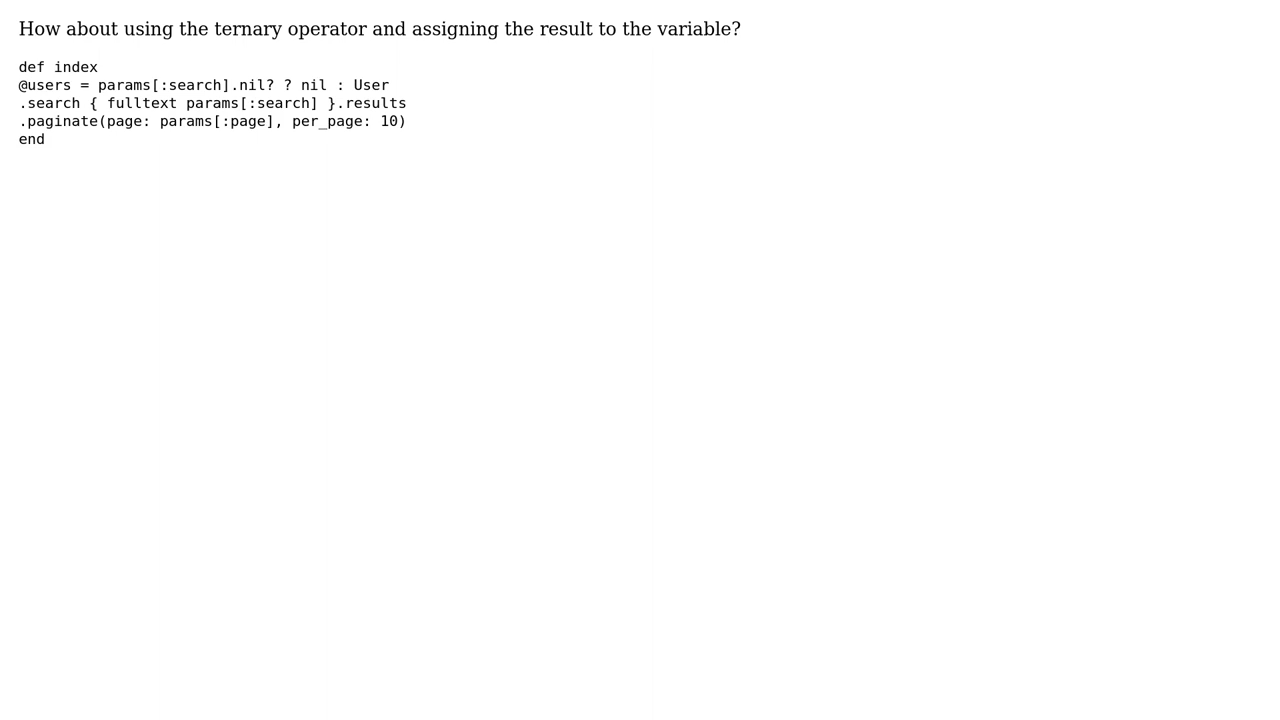 How about using the ternary operator and assigning the result to the variable?
def index
@users = params[:search].nil? ? nil : User
.search { fulltext params[:search] }.results
.paginate(page: params[:page], per_page: 10)
end